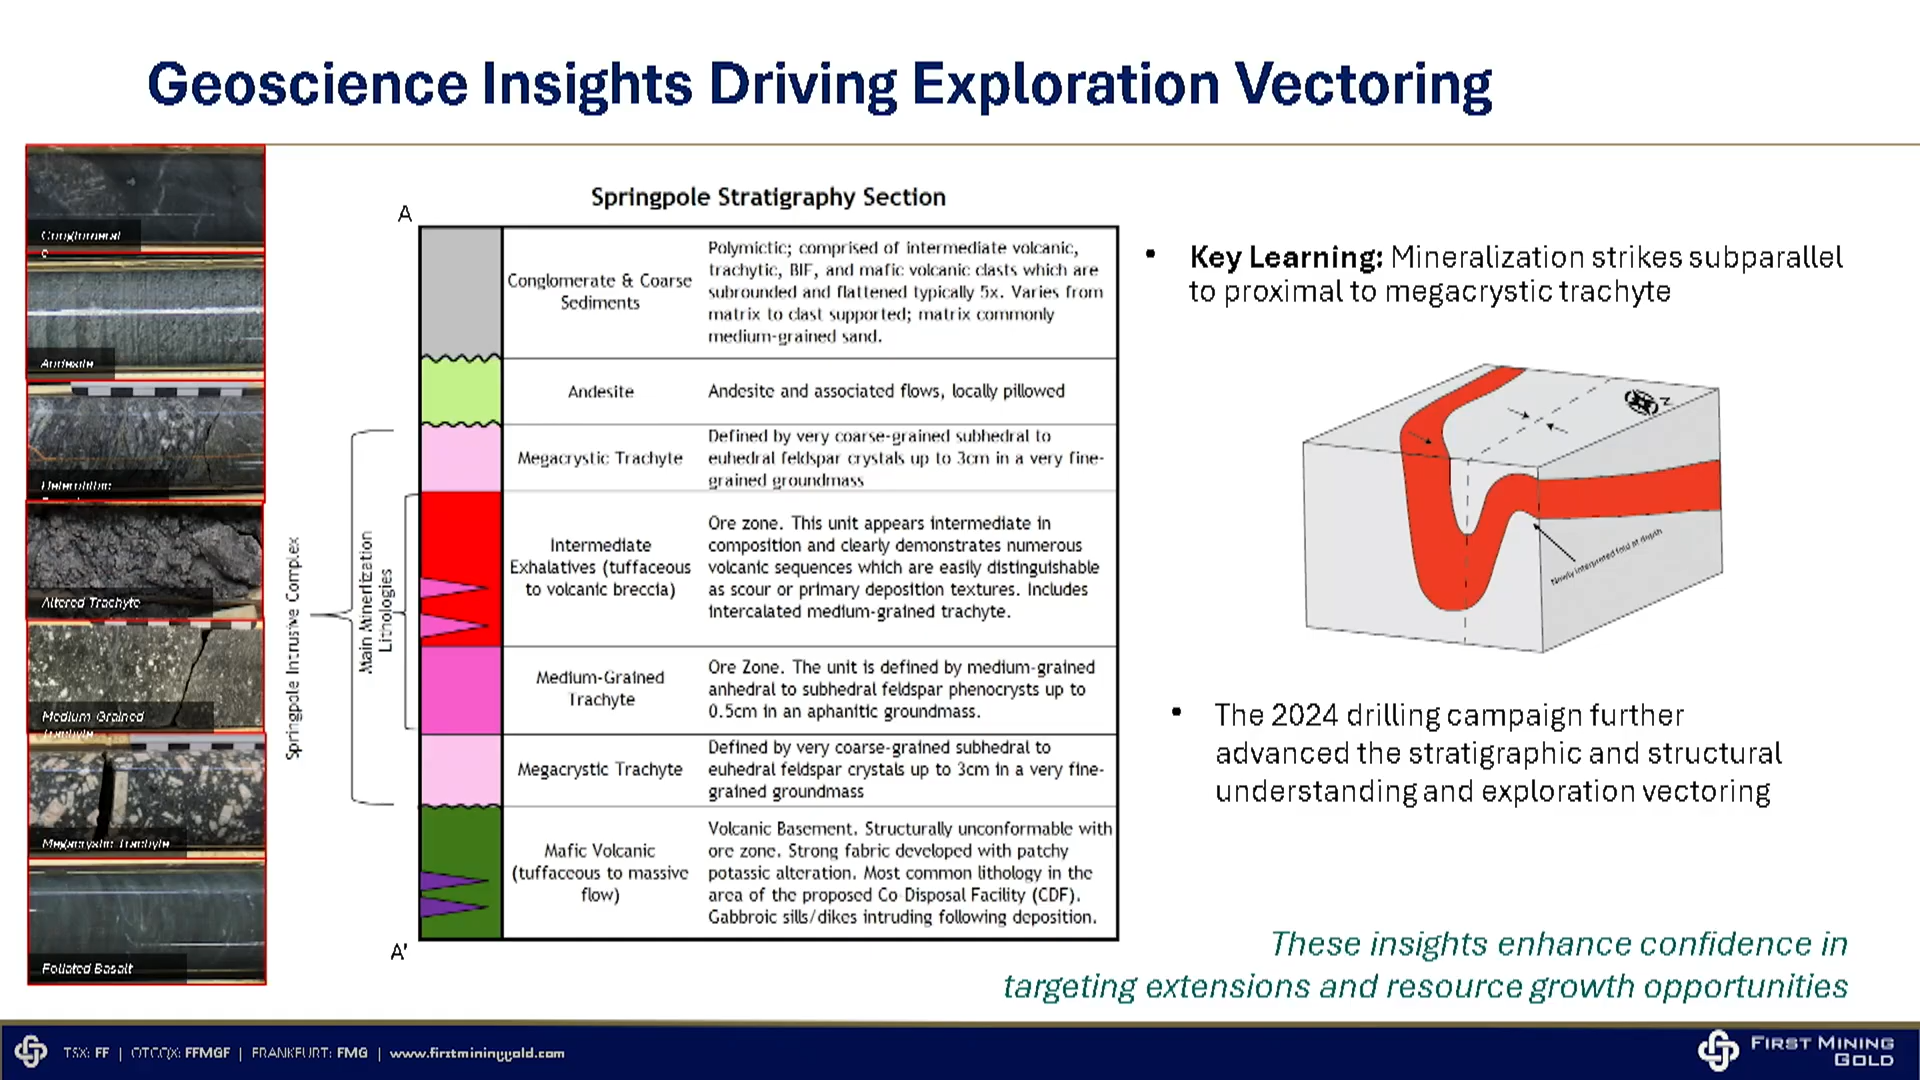 Geoscience Insights Driving Exploration Vectoring
Conglomerat
e
Andesite
Altered Trachyte
Medium-Grained
Trachyte
Megacrystic Trachyte
Foliated Basalt
Springpole Stratigraphy Section
A
Springpole Intrusive Complex
Main Minerlization
Lithologies
Conglomerate & Coarse
Sediments
Polymictic; comprised of intermediate volcanic,
trachytic, BIF, and mafic volcanic clasts which are
subrounded and flattened typically 5x. Varies from
matrix to clast supported; matrix commonly
medium-grained sand.
Andesite
Andesite and associated flows, locally pillowed
Megacrystic Trachyte
Defined by very coarse-grained subhedral to
euhedral feldspar crystals up to 3cm in a very fine-
grained groundmass
Intermediate
Exhalatives (tuffaceous
to volcanic breccia)
Ore zone. This unit appears intermediate in
composition and clearly demonstrates numerous
volcanic sequences which are easily distinguishable
as scour or primary deposition textures. Includes
intercalated medium-grained trachyte.
Medium-Grained
Trachyte
Ore Zone. The unit is defined by medium-grained
anhedral to subhedral feldspar phenocrysts up to
0.5cm in an aphanitic groundmass.
Megacrystic Trachyte
Defined by very coarse-grained subhedral to
euhedral feldspar crystals up to 3cm in a very fine-
grained groundmass
Mafic Volcanic
(tuffaceous to massive
flow)
Volcanic Basement. Structurally unconformable with
ore zone. Strong fabric developed with patchy
potassic alteration. Most common lithology in the
area of the proposed Co-Disposal Facility (CDF).
Gabbroic sills/dikes intruding following deposition.
A'
• Key Learning: Mineralization strikes subparallel
to proximal to megacrystic trachyte
N
Newly interpreted fold at depth
• The 2024 drilling campaign further
advanced the stratigraphic and structural
understanding and exploration vectoring
These insights enhance confidence in
targeting extensions and resource growth opportunities
TSX: FF | OTCQX: FFMGF | FRANKFURT: FMG | www.firstmininggold.com
FIRST MINING
GOLD